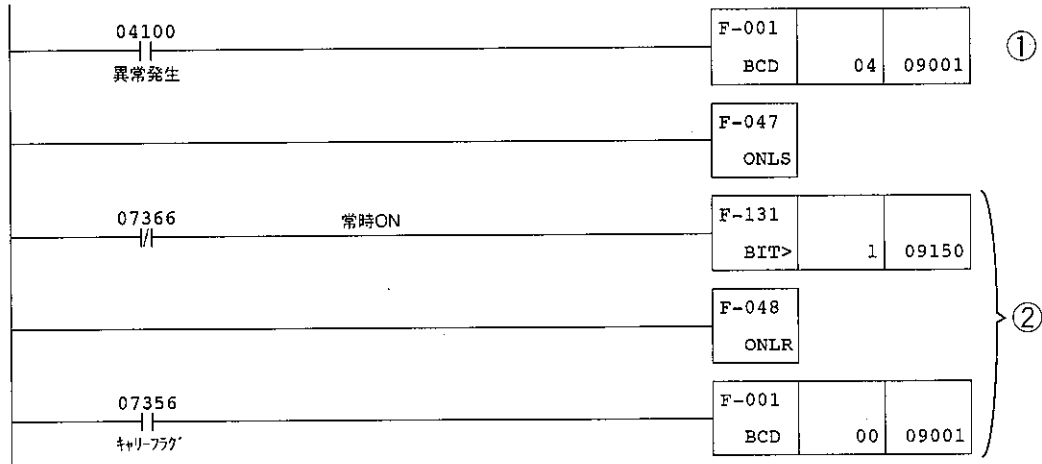 04100
異常発生
F-001
BCD 04 09001
①
F-047
ONLS
07366
常時ON
F-131
BIT> 1 09150
F-048
ONLR
②
07356
キャリーフラグ
F-001
BCD 00 09001